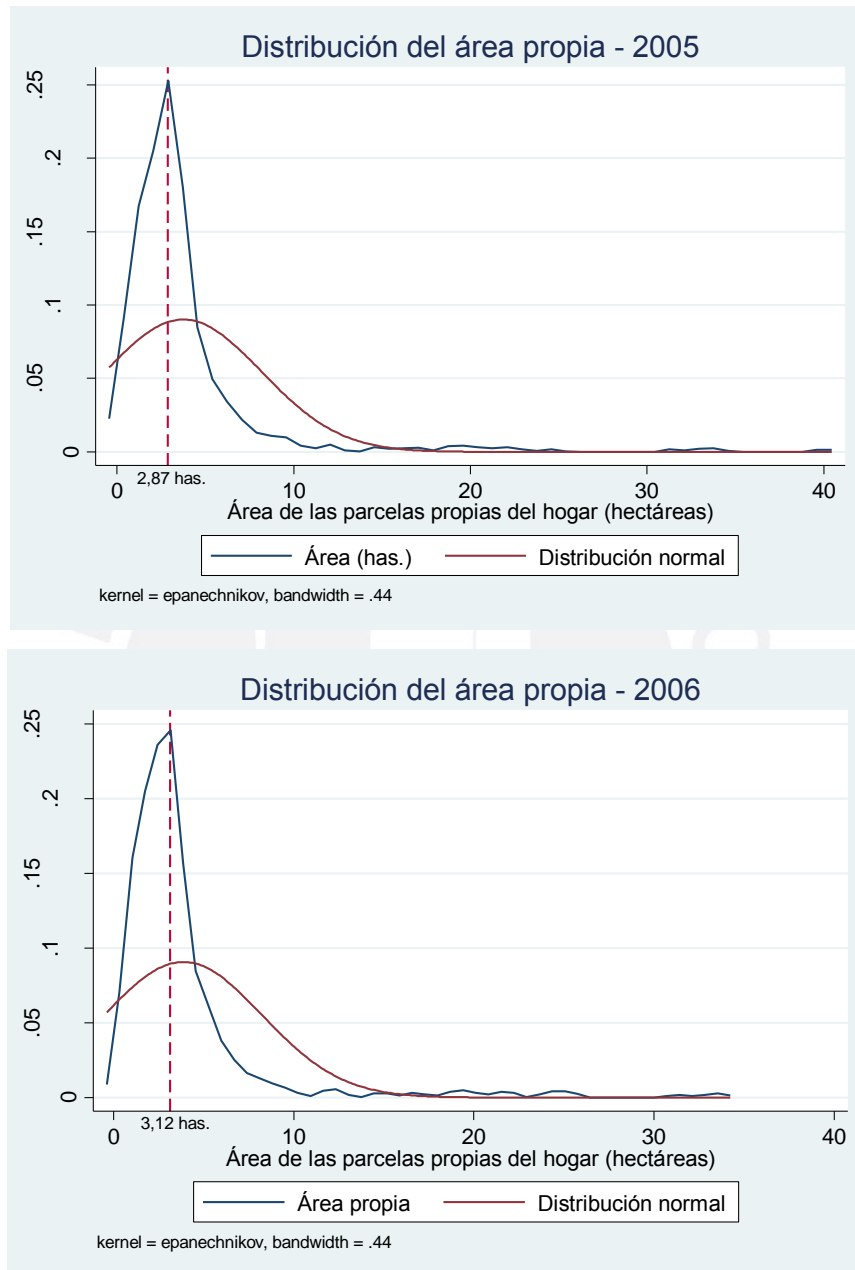 Distribución del área propia - 2005
.25
.2
.15
.1
.05
0
2,87 has.
0 10 20 30 40
Área de las parcelas propias del hogar (hectáreas)
Área (has.) Distribución normal
kernel = epanechnikov, bandwidth = .44
Distribución del área propia - 2006
.25
.2
.15
.1
.05
0
3,12 has.
0 10 20 30 40
Área de las parcelas propias del hogar (hectáreas)
Área propia Distribución normal
kernel = epanechnikov, bandwidth = .44